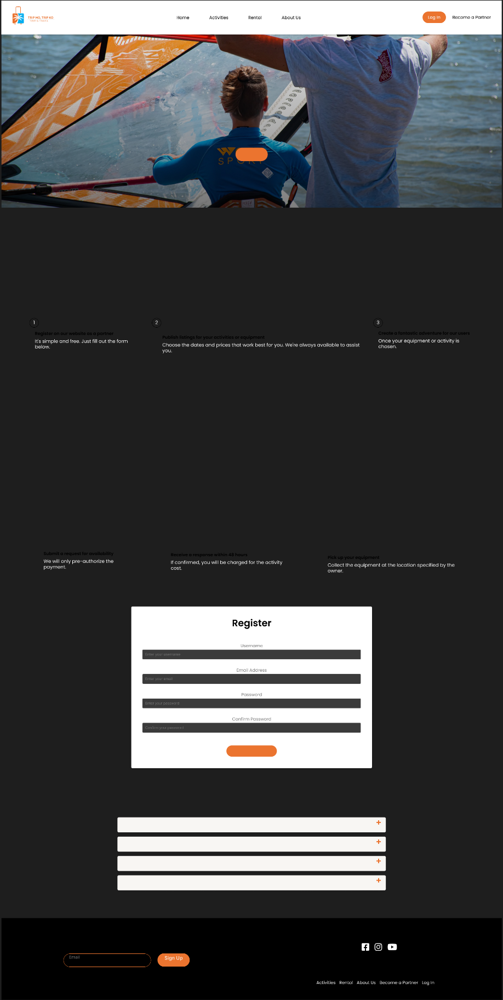 TRIP MO, TRIP KO
TOUR & TRAVEL
Home
Activities
Rental
About Us
Log In
Become a Partner
SPORT
1
Register on our website as a partner
It's simple and free. Just fill out the form
below.
2
Publish listings for your activities or equipment
Choose the dates and prices that work best for you. We're always available to assist
you.
3
Create a fantastic adventure for our users
Once your equipment or activity is
chosen.
Submit a request for availability
We will only pre-authorize the
payment.
Receive a response within 48 hours
If confirmed, you will be charged for the activity
cost.
Pick up your equipment
Collect the equipment at the location specified by the
owner.
Register
Username
Enter your username
Email Address
Enter your email
Password
Enter your password
Confirm Password
Confirm your password
Email
Sign Up
Activities
Rental
About Us
Become a Partner
Log In